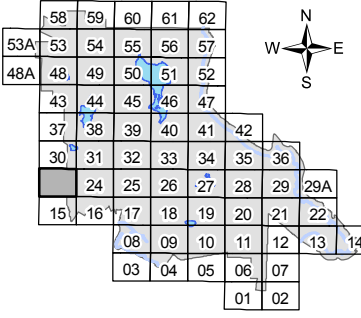 58 59 60 61 62
N
53A 53 54 55 56 57
W E
48A 48 49 50 51 52
S
43 44 45 46 47
37 38 39 40 41 42
30 31 32 33 34 35 36
24 25 26 27 28 29 29A
15 16 17 18 19 20 21 22
08 09 10 11 12 13 14
03 04 05 06 07
01 02